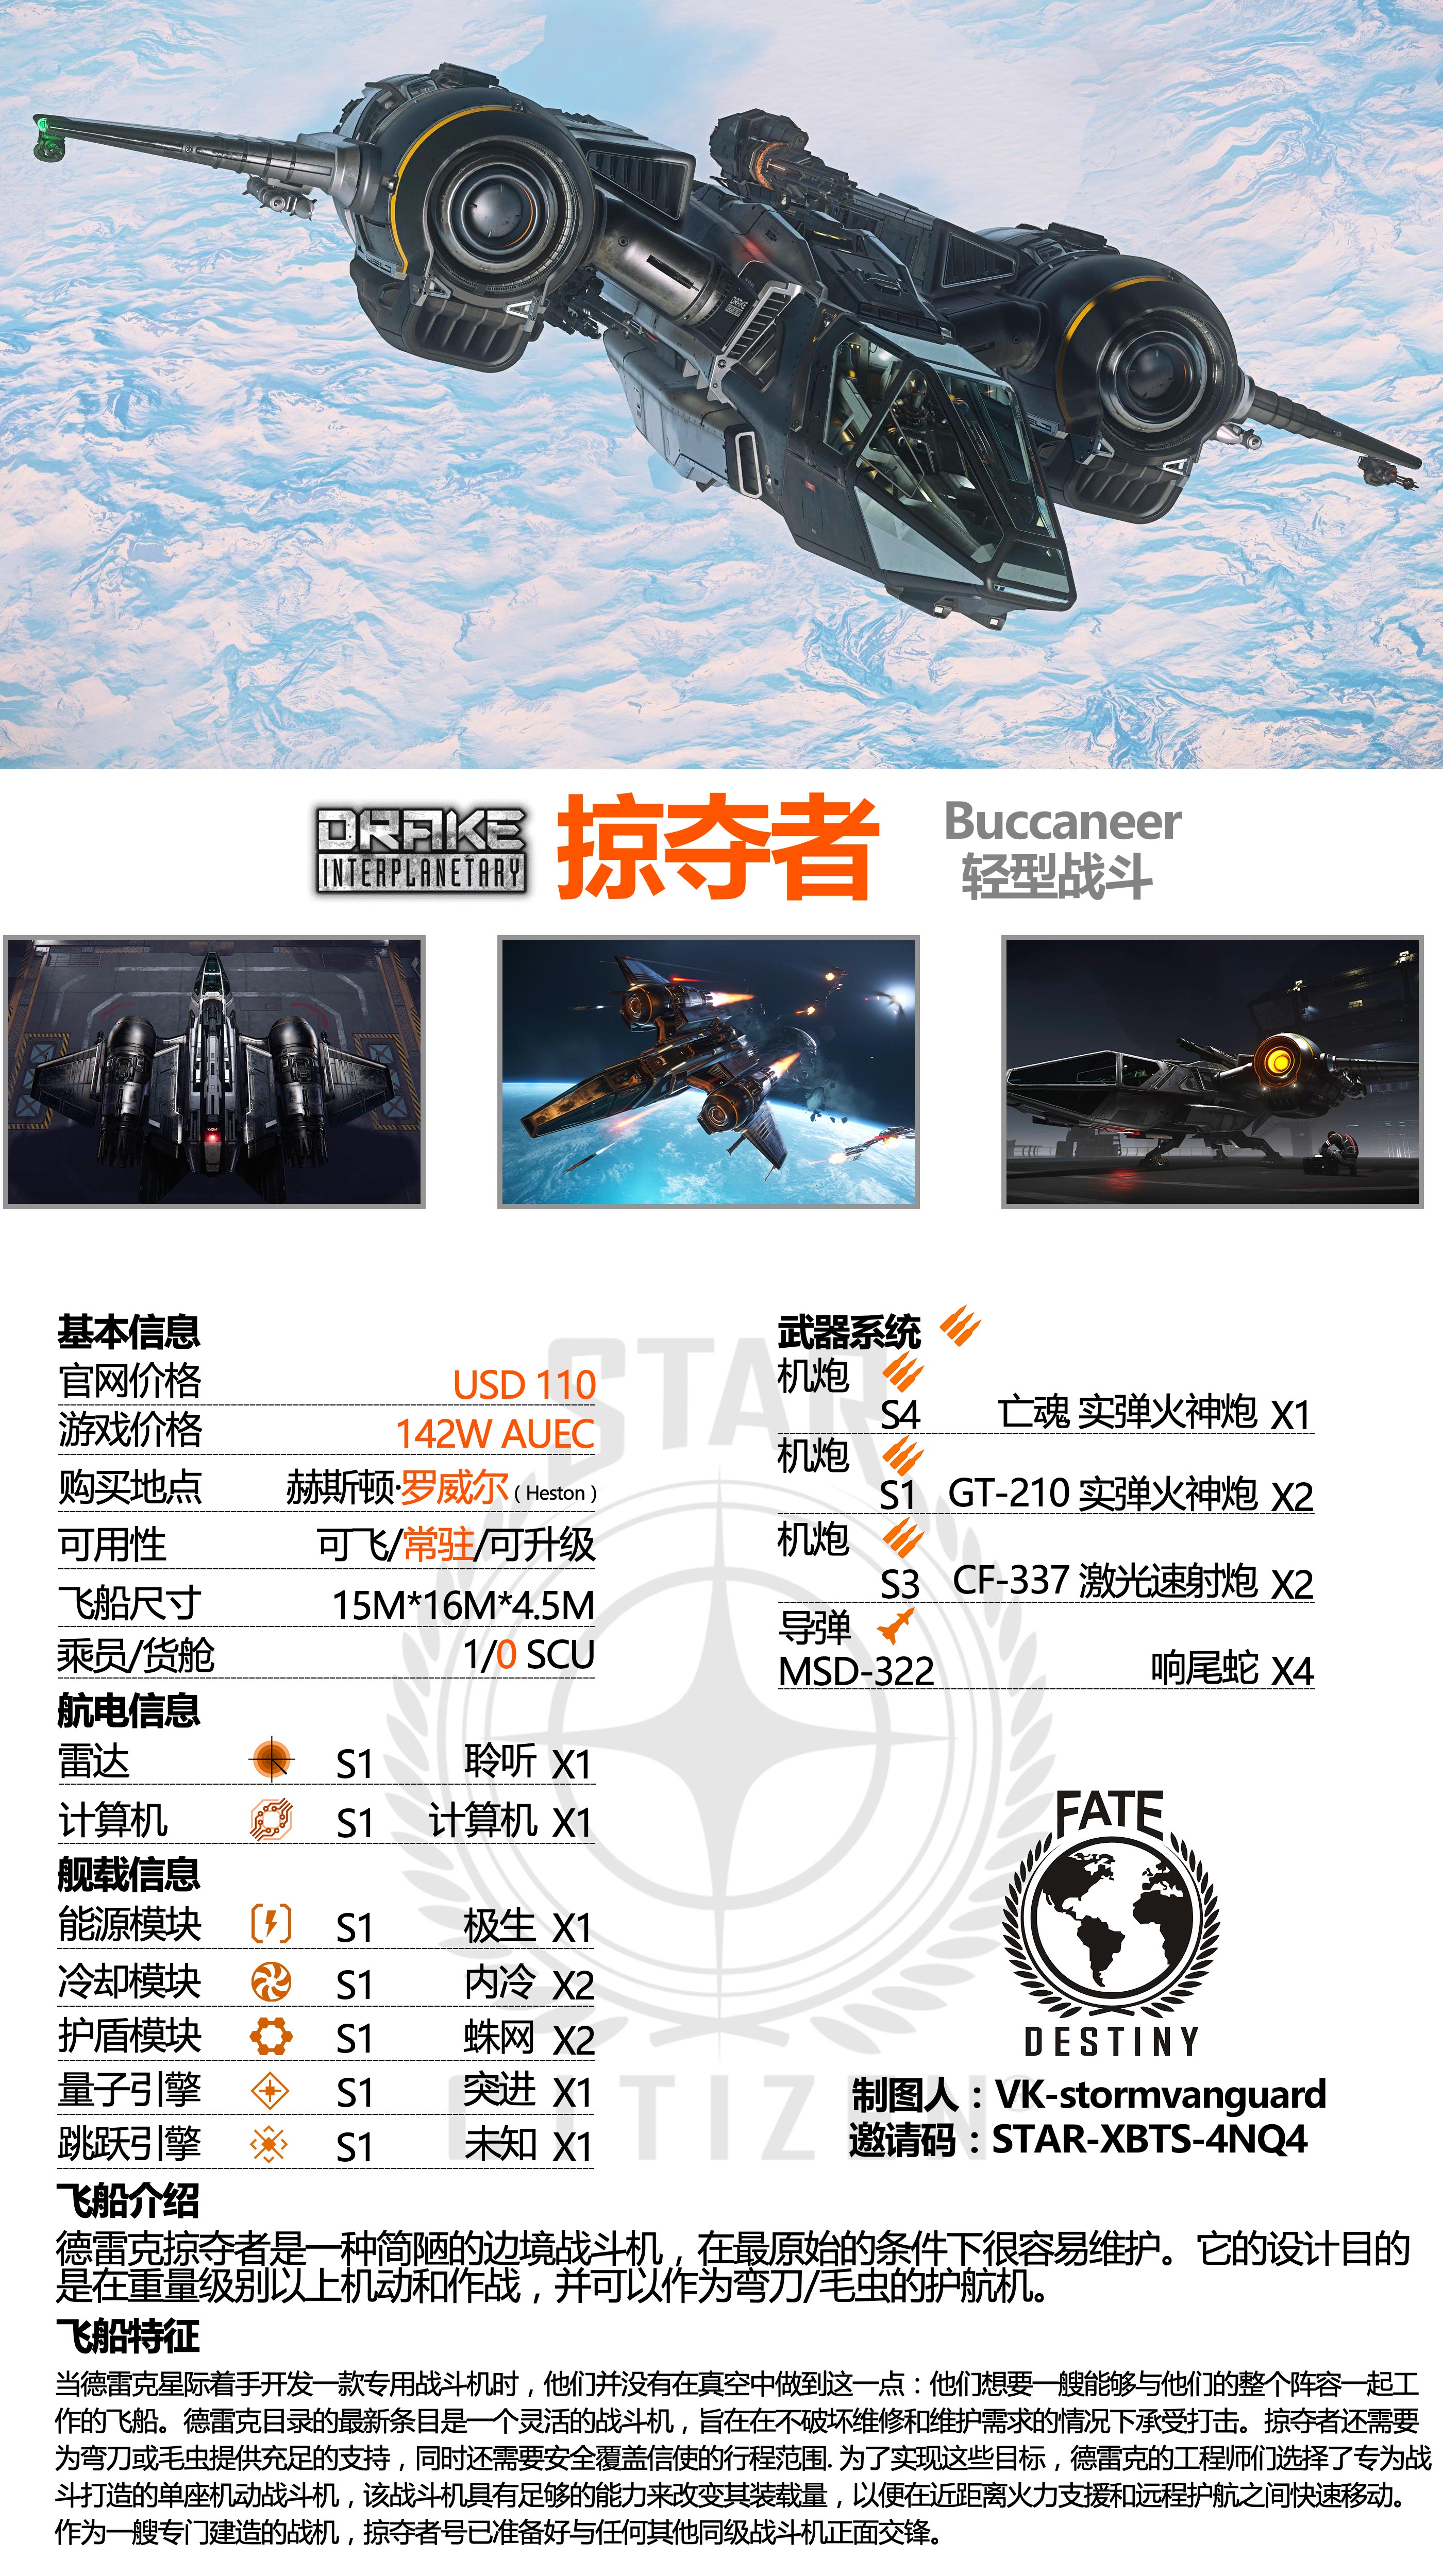 DRAKE
INTERPLANETARY
掠夺者
Buccaneer
轻型战斗
STAR
CITIZEN
基本信息
官网价格 USD 110
游戏价格 142W AUEC
购买地点 赫斯顿·罗威尔 ( Heston )
可用性 可飞/常驻/可升级
飞船尺寸 15M*16M*4.5M
乘员/货舱 1/0 SCU
航电信息
雷达 S1 聆听 X1
计算机 S1 计算机 X1
舰载信息
能源模块 S1 极生 X1
冷却模块 S1 内冷 X2
护盾模块 S1 蛛网 X2
量子引擎 S1 突进 X1
跳跃引擎 S1 未知 X1
武器系统
机炮
S4 亡魂 实弹火神炮 X1
机炮
S1 GT-210 实弹火神炮 X2
机炮
S3 CF-337 激光速射炮 X2
导弹
MSD-322 响尾蛇 X4
FATE
DESTINY
制图人：VK-stormvanguard
邀请码：STAR-XBTS-4NQ4
飞船介绍
德雷克掠夺者是一种简陋的边境战斗机，在最原始的条件下很容易维护。它的设计目的
是在重量级别以上机动和作战，并可以作为弯刀/毛虫的护航机。
飞船特征
当德雷克星际着手开发一款专用战斗机时，他们并没有在真空中做到这一点：他们想要一艘能够与他们的整个阵容一起工
作的飞船。德雷克目录的最新条目是一个灵活的战斗机，旨在在不破坏维修和维护需求的情况下承受打击。掠夺者还需要
为弯刀或毛虫提供充足的支持，同时还需要安全覆盖信使的行程范围. 为了实现这些目标，德雷克的工程师们选择了专为战
斗打造的单座机动战斗机，该战斗机具有足够的能力来改变其装载量，以便在近距离火力支援和远程护航之间快速移动。
作为一艘专门建造的战机，掠夺者号已准备好与任何其他同级战斗机正面交锋。